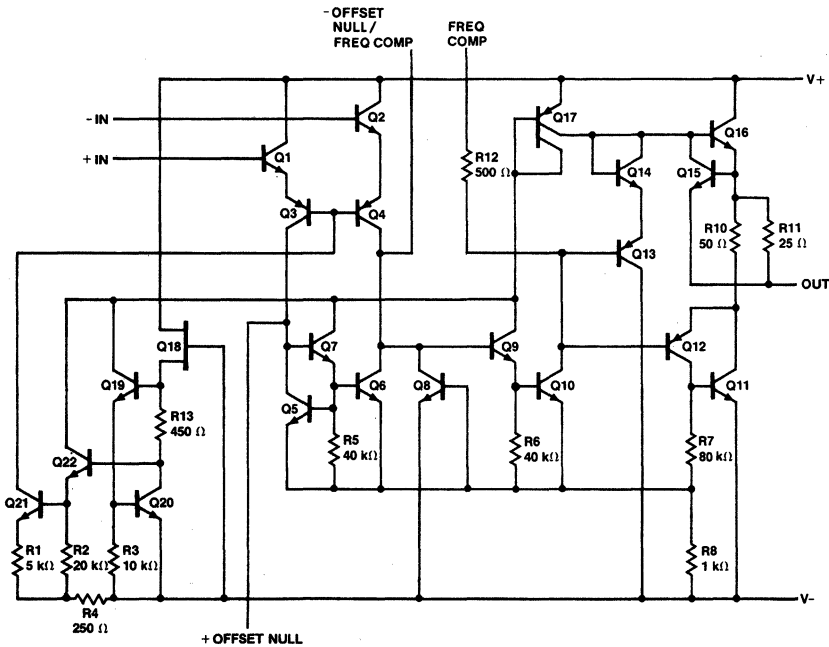 - OFFSET
NULL/
FREQ COMP
FREQ
COMP
V+
- IN
Q2
Q17
Q16
+ IN
Q1
R12
500 Ω
Q14
Q15
Q3
Q4
R10
50 Ω
R11
25 Ω
Q13
OUT
Q18
Q7
Q9
Q12
Q19
Q6
Q8
Q10
Q11
R13
450 Ω
Q5
R5
40 kΩ
R6
40 kΩ
R7
80 kΩ
Q22
Q21
Q20
R1
5 kΩ
R2
20 kΩ
R3
10 kΩ
R8
1 kΩ
V-
R4
250 Ω
+ OFFSET NULL